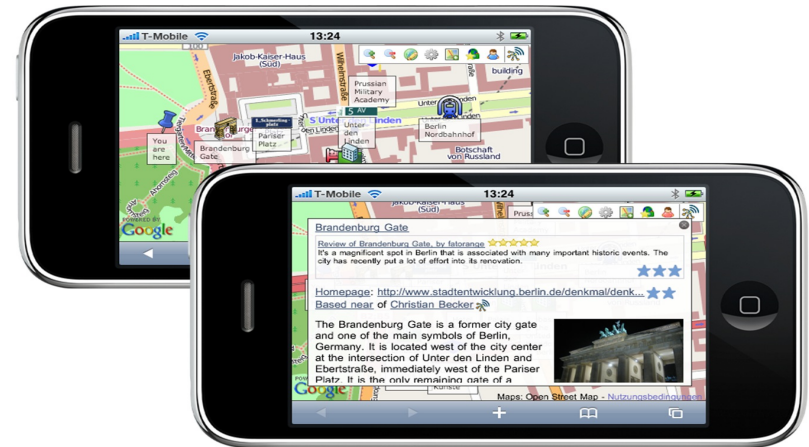 T-Mobile 13:24
Jakob-Kaiser-Haus
(Süd)
Ebertstraße
Wilhelmstraße
building
Prussian
Military
Academy
You
are
here
Brandenburg
Gate
Pariser
Platz
S Unter den Linden
Unter
den
Linden
Berlin
Nordbahnhof
Botschaft
von Russland
Ahornsteig
POWERED BY
Google
T-Mobile 13:24
Brandenburg Gate
Review of Brandenburg Gate, by fatorange
It's a magnificent spot in Berlin that is associated with many important historic events. The
city has recently put a lot of effort into its renovation.
Homepage: http://www.stadtentwicklung.berlin.de/denkmal/denk...
Based near of Christian Becker
The Brandenburg Gate is a former city gate
and one of the main symbols of Berlin,
Germany. It is located west of the city center
at the intersection of Unter den Linden and
Ebertstraße, immediately west of the Pariser
Platz. It is the only remaining gate of a
Google
Künste
Maps: Open Street Map - Nutzungsbedingungen